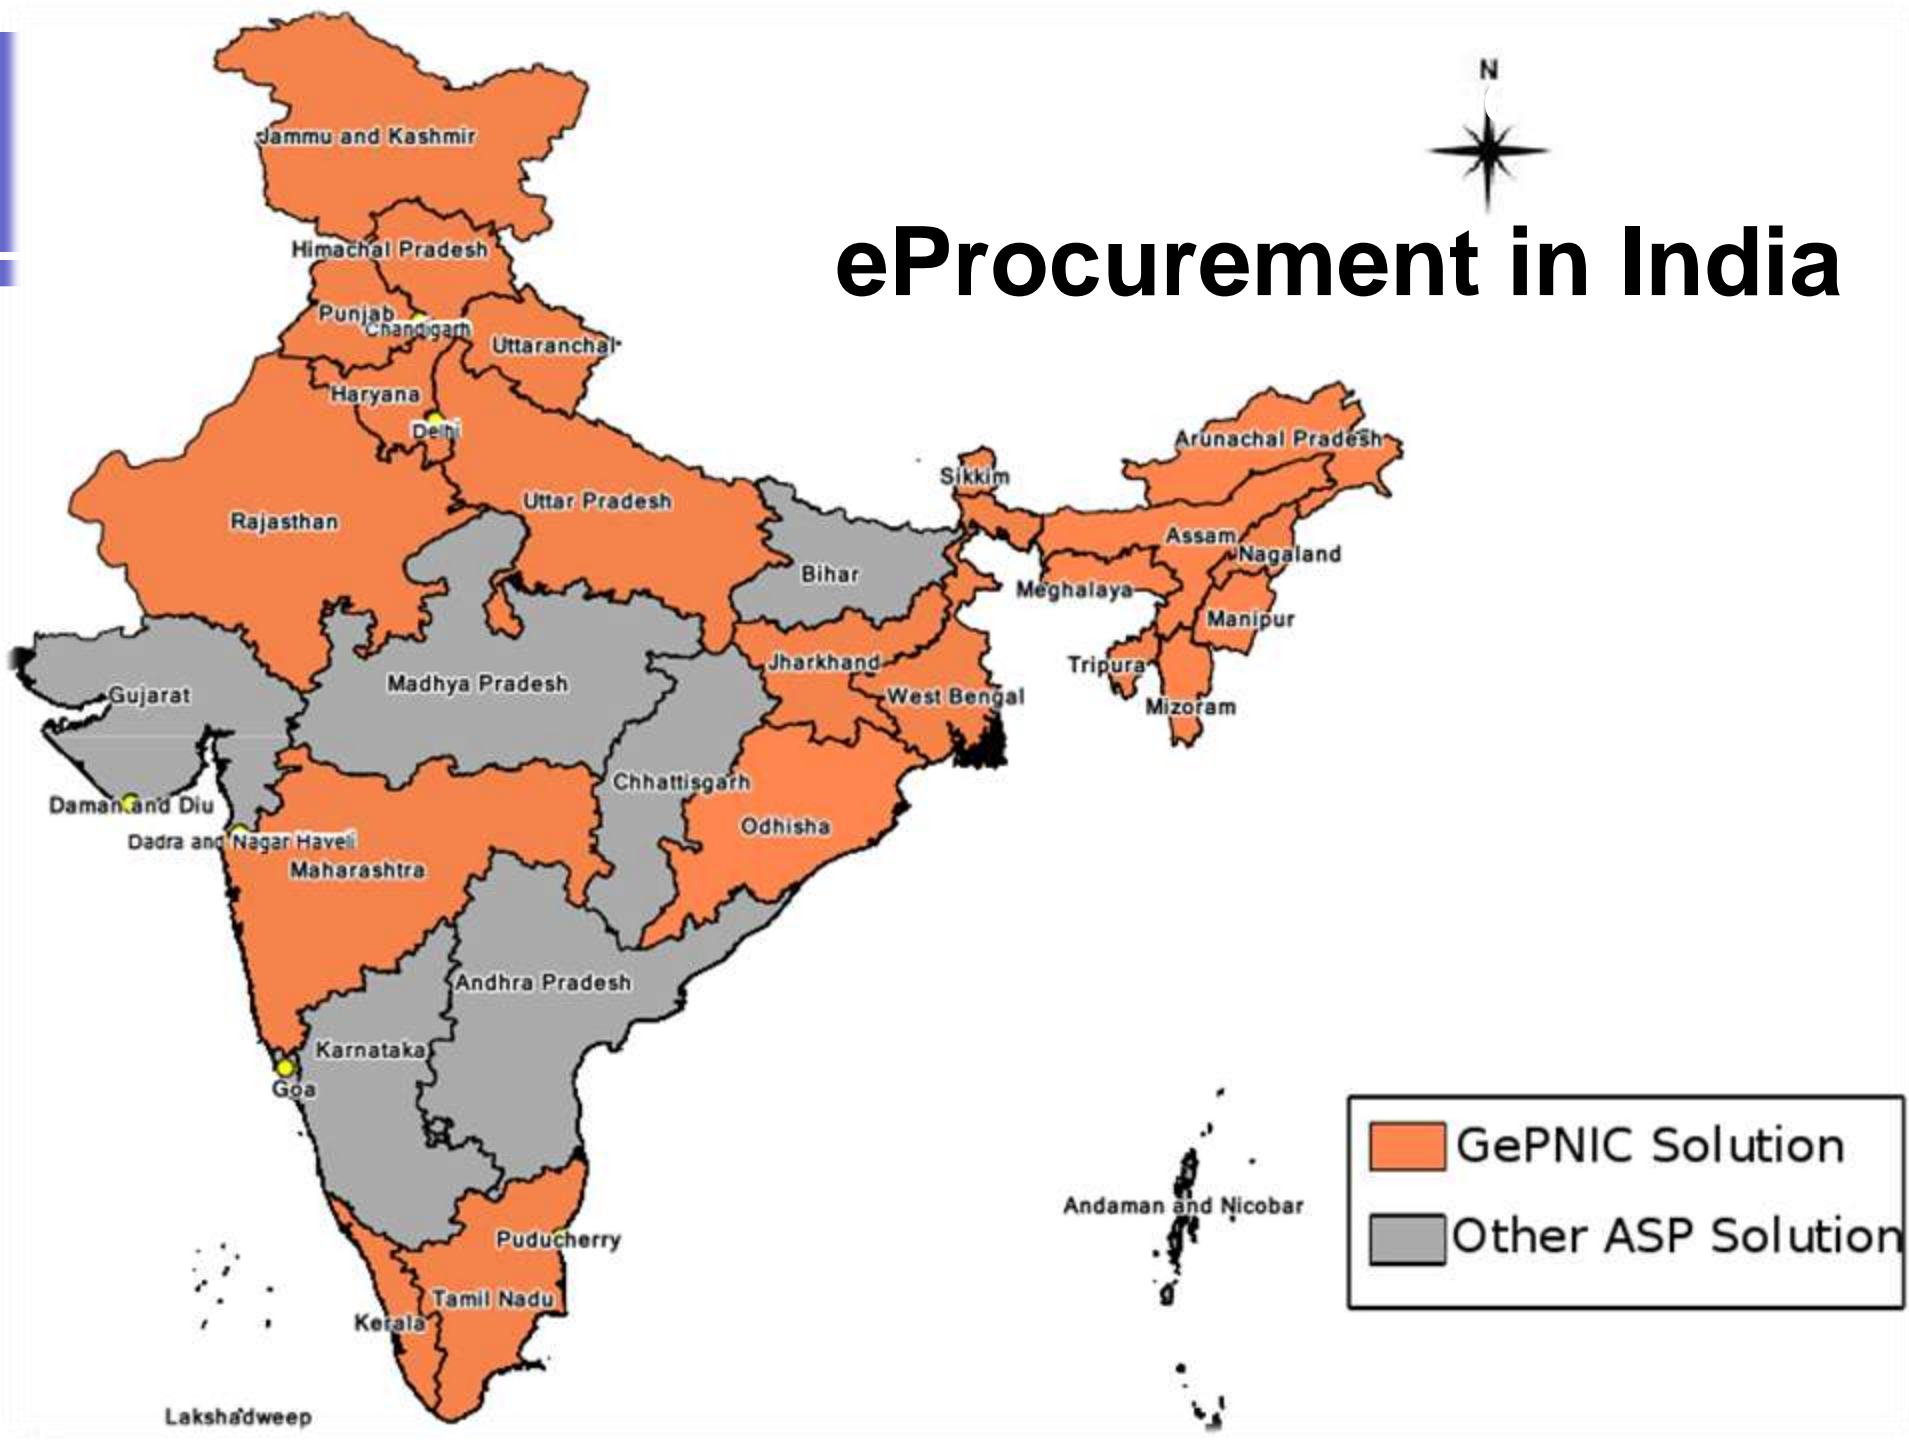 N
Jammu and Kashmir
eProcurement in India
Himachal Pradesh
Punjab
Chandigarh
Uttaranchal
Haryana
Delhi
Arunachal Pradesh
Sikkim
Uttar Pradesh
Rajasthan
Assam
Nagaland
Bihar
Meghalaya
Manipur
Jharkhand
Tripura
Madhya Pradesh
Gujarat
West Bengal
Mizoram
Chhattisgarh
Daman and Diu
Odhisha
Dadra and Nagar Haveli
Maharashtra
Andhra Pradesh
Karnataka
Goa
GePNIC Solution
Andaman and Nicobar
Other ASP Solution
Puducherry
Tamil Nadu
Kerala
Lakshadweep